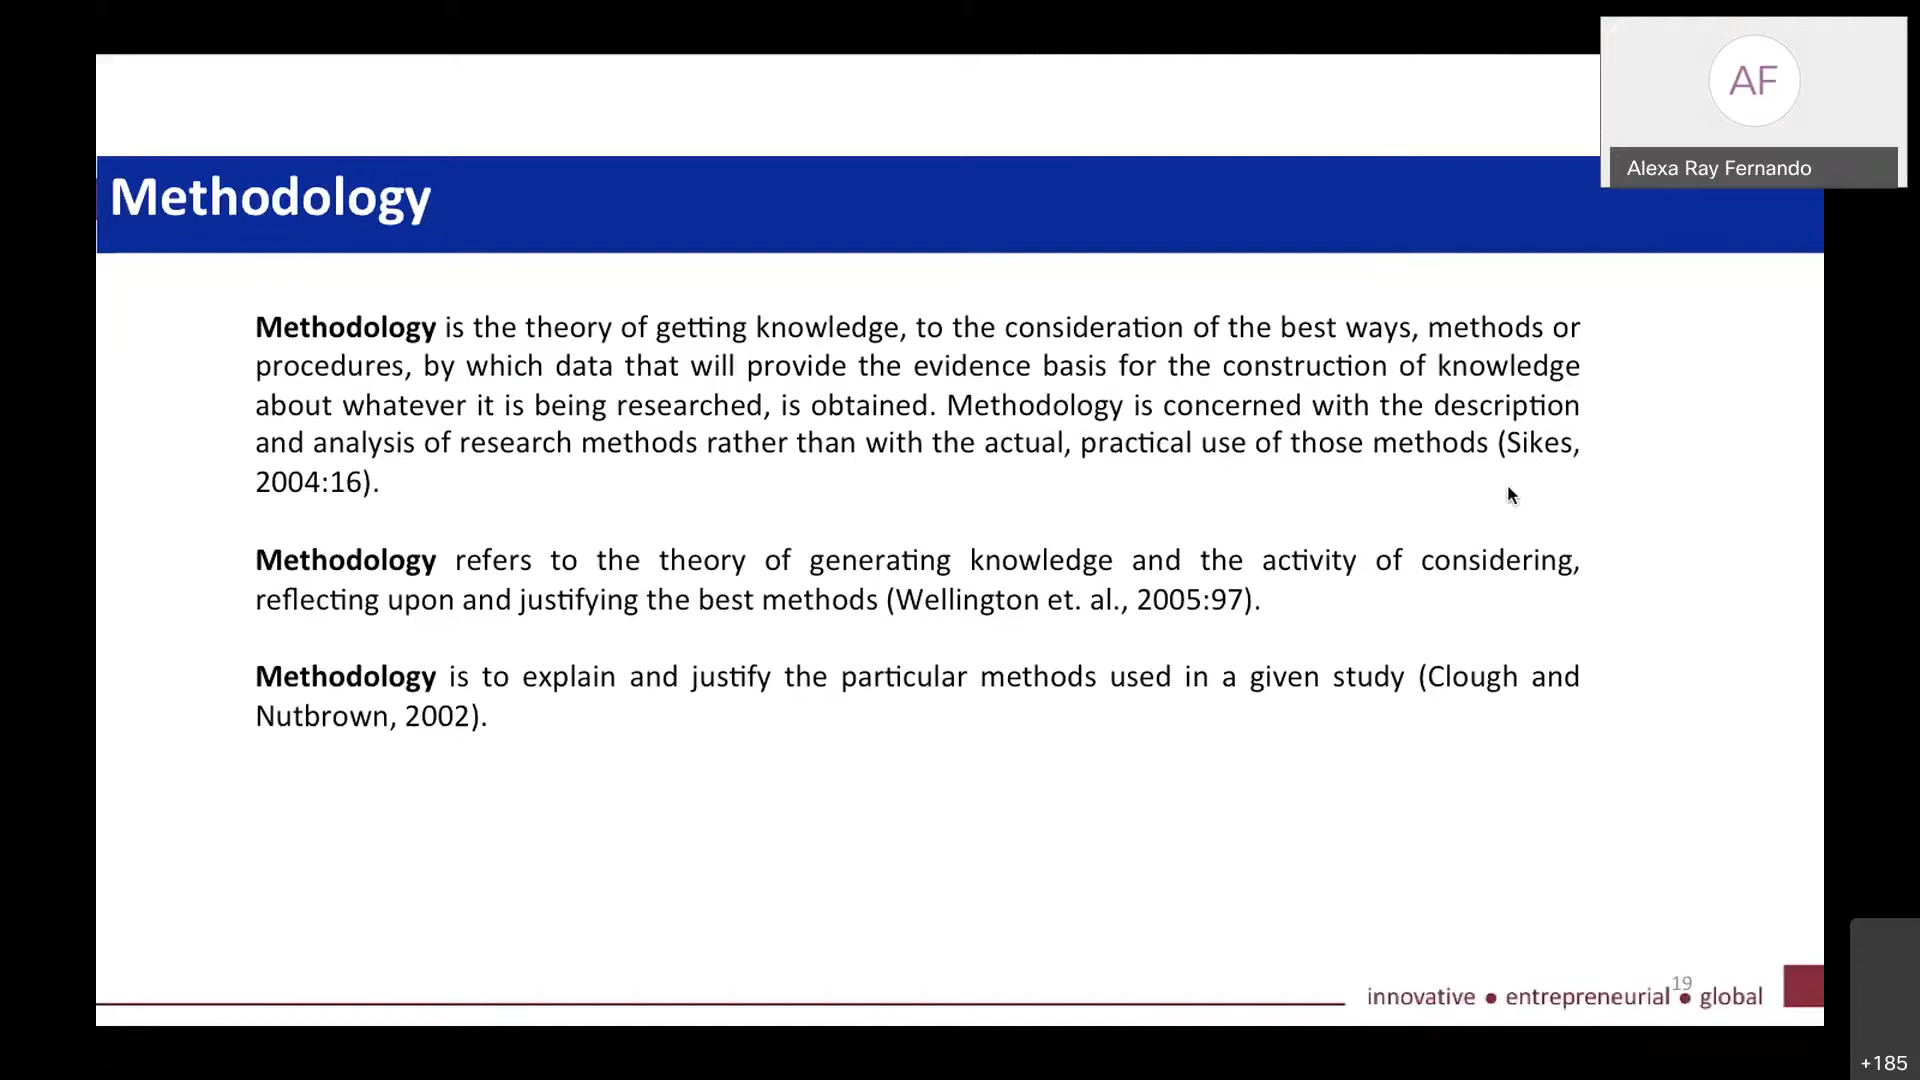 AF
Alexa Ray Fernando
Methodology
Methodology is the theory of getting knowledge, to the consideration of the best ways, methods or
procedures, by which data that will provide the evidence basis for the construction of knowledge
about whatever it is being researched, is obtained. Methodology is concerned with the description
and analysis of research methods rather than with the actual, practical use of those methods (Sikes,
2004:16).
Methodology refers to the theory of generating knowledge and the activity of considering,
reflecting upon and justifying the best methods (Wellington et. al., 2005:97).
Methodology is to explain and justify the particular methods used in a given study (Clough and
Nutbrown, 2002).
19
innovative ● entrepreneurial ● global
+185